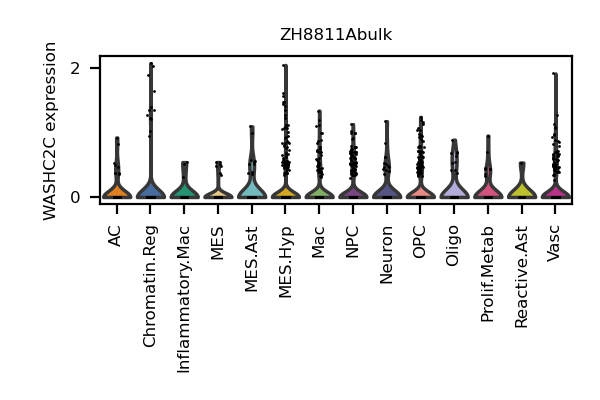 ZH8811Abulk
WASHC2C expression
2
0
AC
Chromatin.Reg
Inflammatory.Mac
MES
MES.Ast
MES.Hyp
Mac
NPC
Neuron
OPC
Oligo
Prolif.Metab
Reactive.Ast
Vasc